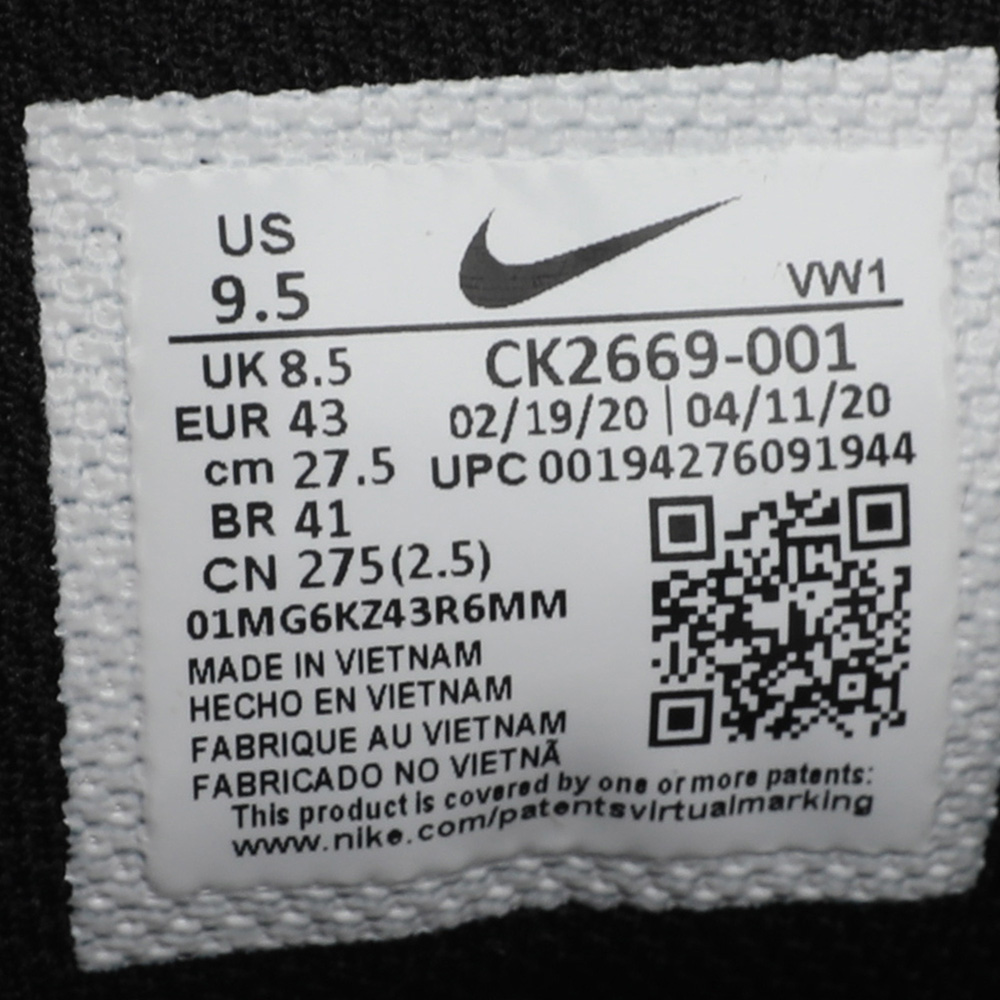 US
9.5
VW1
UK 8.5
CK2669-001
EUR 43
02/19/20 | 04/11/20
cm 27.5
UPC 00194276091944
BR 41
CN 275(2.5)
01MG6KZ43R6MM
MADE IN VIETNAM
HECHO EN VIETNAM
FABRIQUE AU VIETNAM
FABRICADO NO VIETNÃ
This product is covered by one or more patents:
www.nike.com/patentsvirtualmarking